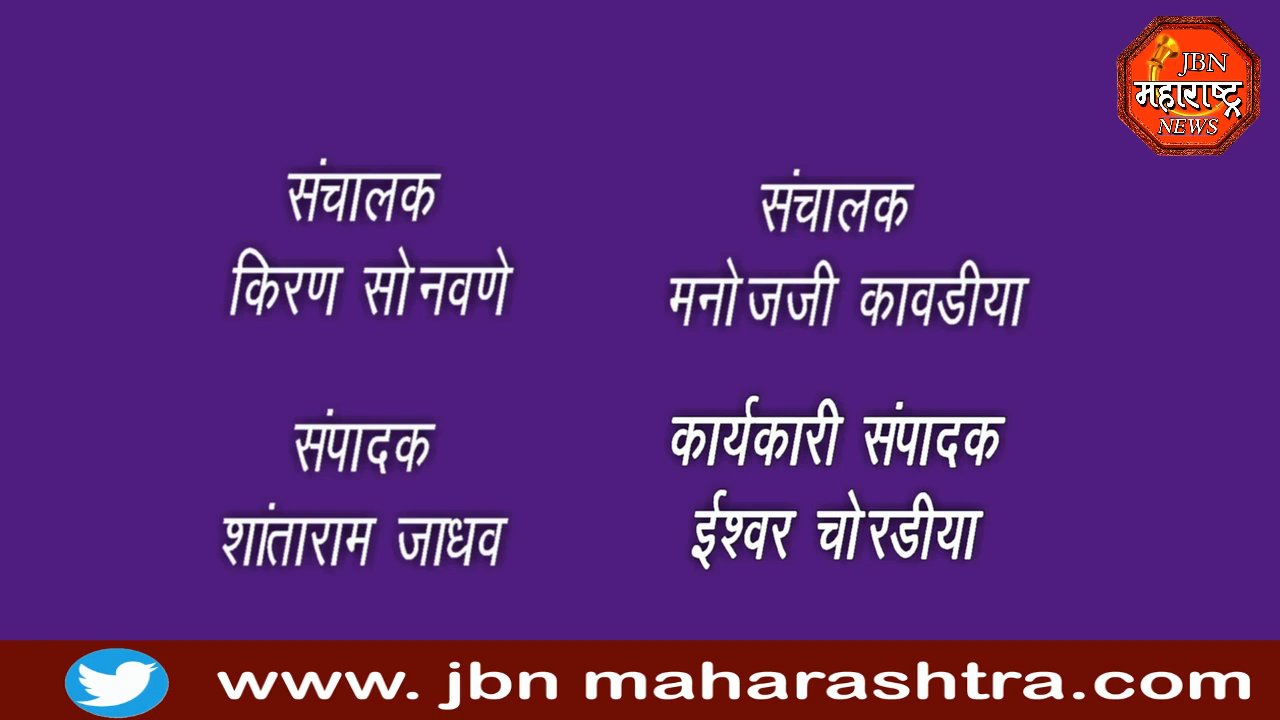 JBN
महाराष्ट्र
NEWS
संचालक
किरण सोनवणे
संचालक
मनोजजी कावडीया
संपादक
शांताराम जाधव
कार्यकारी संपादक
ईश्वर चोरडीया
www. jbn maharashtra.com